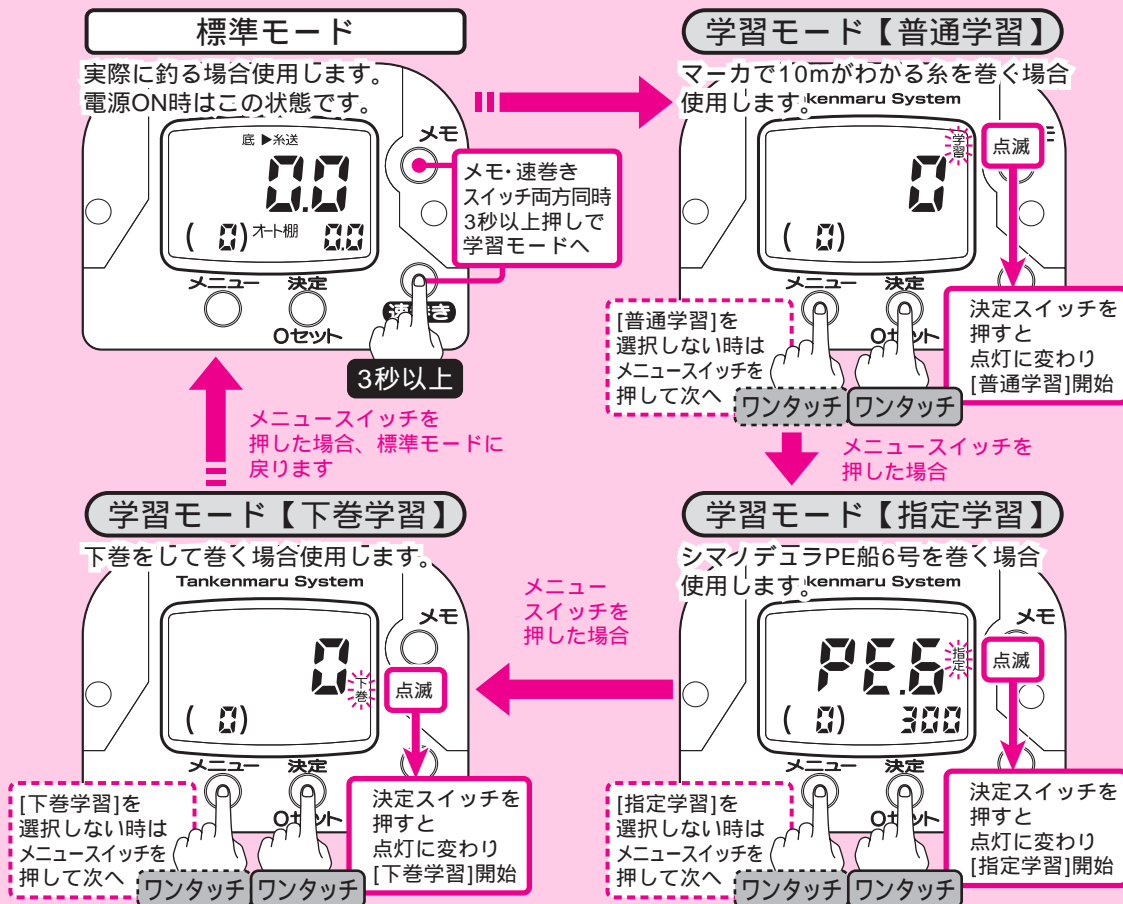 標準モード
実際に釣る場合使用します。
電源ON時はこの状態です。
底 ▶糸送
0.0
( 0) オート棚 0.0
メモ
メモ・速巻き
スイッチ両方同時
3秒以上押しで
学習モードへ
メニュー 決定
0セット
3秒以上
学習モード【普通学習】
マーカで10mがわかる糸を巻く場合
使用します。
kenmaru System
学習
0
( 0)
点滅
メニュー 決定
0セット
[普通学習]を
選択しない時は
メニュースイッチを
押して次へ
ワンタッチ ワンタッチ
決定スイッチを
押すと
点灯に変わり
[普通学習]開始
メニュースイッチを
押した場合
メニュースイッチを
押した場合、標準モードに
戻ります
学習モード【下巻学習】
下巻をして巻く場合使用します。
Tankenmaru System
メモ
0
下巻
( 0)
点滅
メニュー 決定
[下巻学習]を
選択しない時は
メニュースイッチを
押して次へ
ワンタッチ ワンタッチ
決定スイッチを
押すと
点灯に変わり
[下巻学習]開始
メニュー
スイッチを
押した場合
学習モード【指定学習】
シマノデュラPE船6号を巻く場合
使用します。
kenmaru System
PE.6
指定
( 0) 300
点滅
メニュー 決定
[指定学習]を
選択しない時は
メニュースイッチを
押して次へ
ワンタッチ ワンタッチ
決定スイッチを
押すと
点灯に変わり
[指定学習]開始